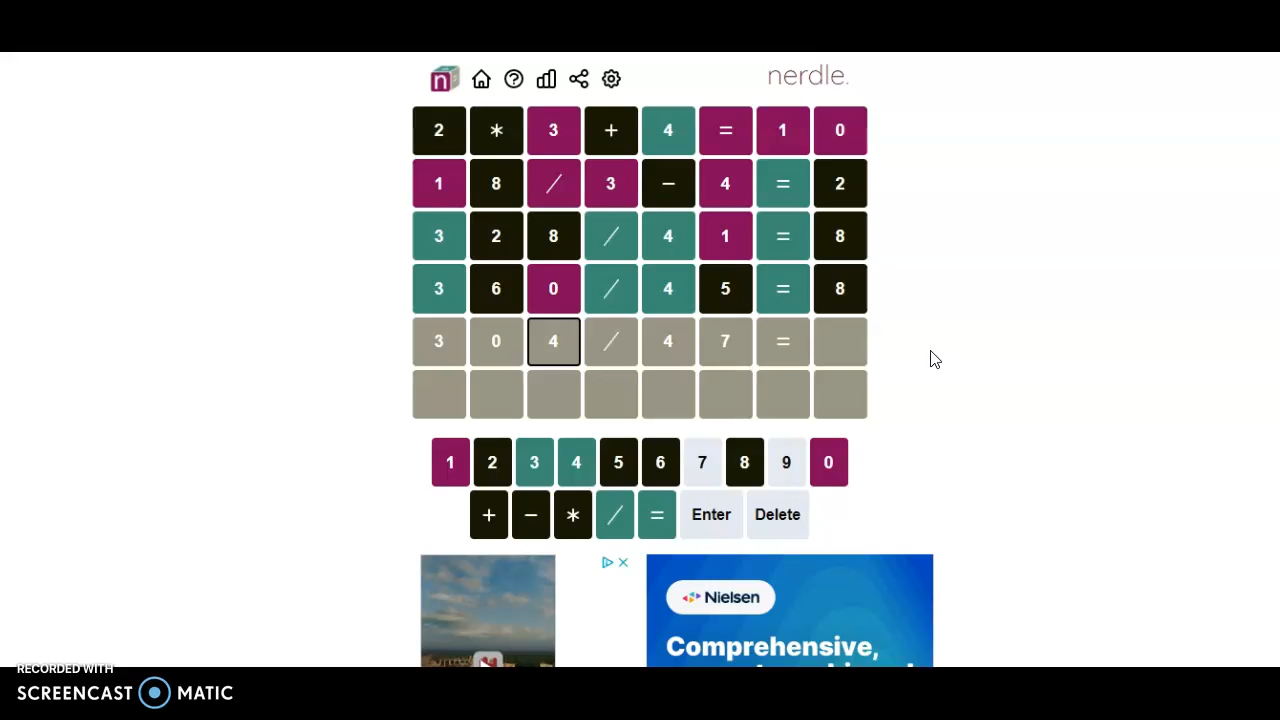 n nerdle.
2 * 3 + 4 = 1 0
1 8 / 3 - 4 = 2
3 2 8 / 4 1 = 8
3 6 0 / 4 5 = 8
3 0 4 / 4 7 =
1 2 3 4 5 6 7 8 9 0
+ - * / = Enter Delete
Nielsen
Comprehensive,
RECORDED WITH
SCREENCAST MATIC